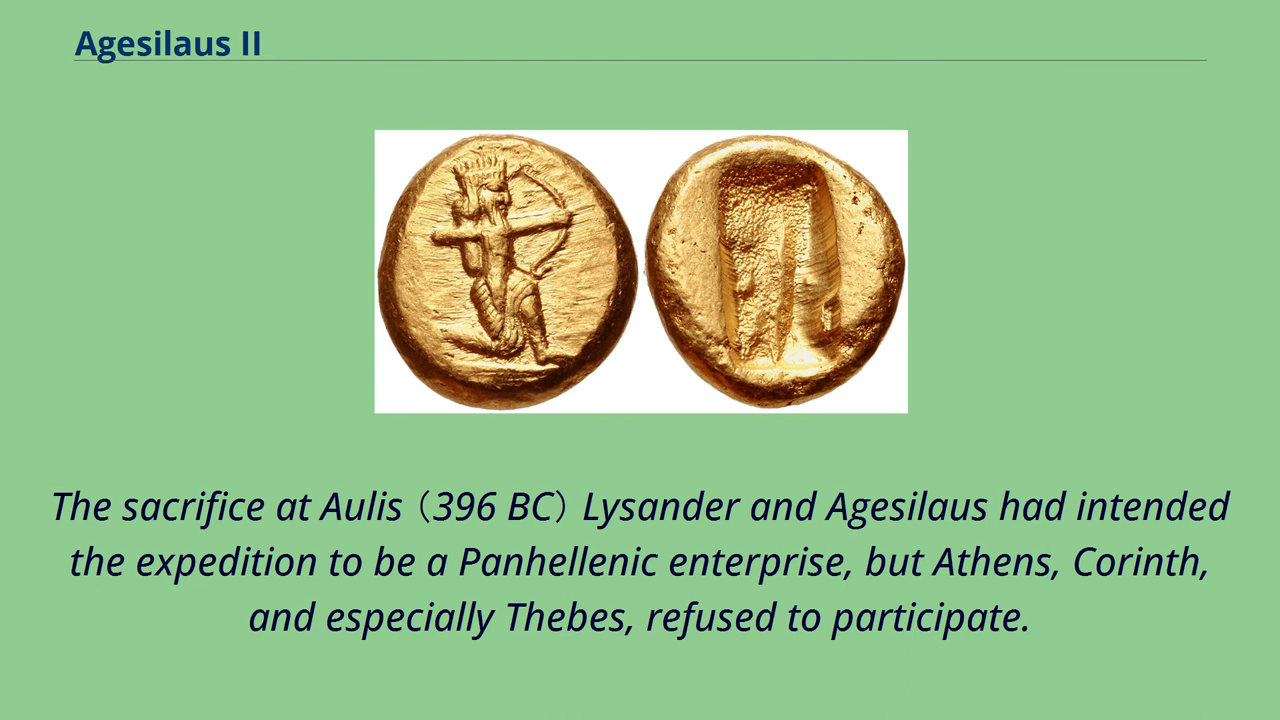 Agesilaus II
The sacrifice at Aulis（396 BC）Lysander and Agesilaus had intended
the expedition to be a Panhellenic enterprise, but Athens, Corinth,
and especially Thebes, refused to participate.